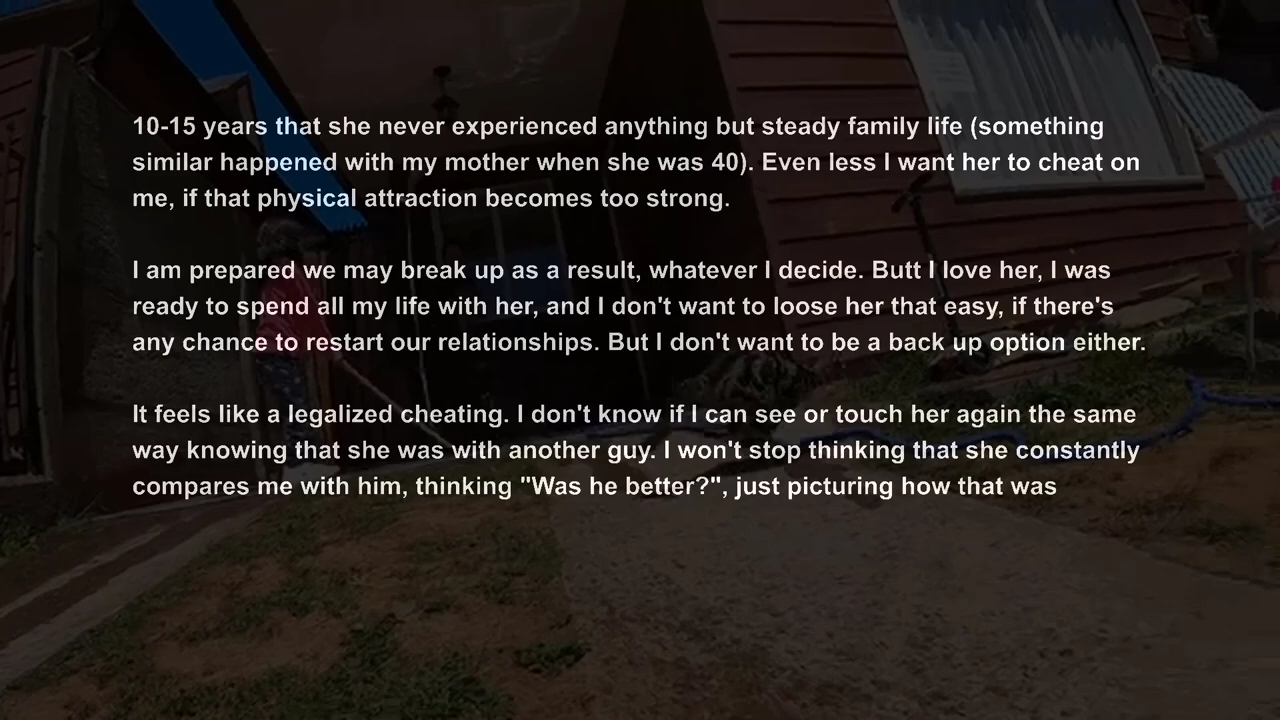 10-15 years that she never experienced anything but steady family life (something
similar happened with my mother when she was 40). Even less I want her to cheat on
me, if that physical attraction becomes too strong.
I am prepared we may break up as a result, whatever I decide. Butt I love her, I was
ready to spend all my life with her, and I don't want to loose her that easy, if there's
any chance to restart our relationships. But I don't want to be a back up option either.
It feels like a legalized cheating. I don't know if I can see or touch her again the same
way knowing that she was with another guy. I won't stop thinking that she constantly
compares me with him, thinking "Was he better?", just picturing how that was